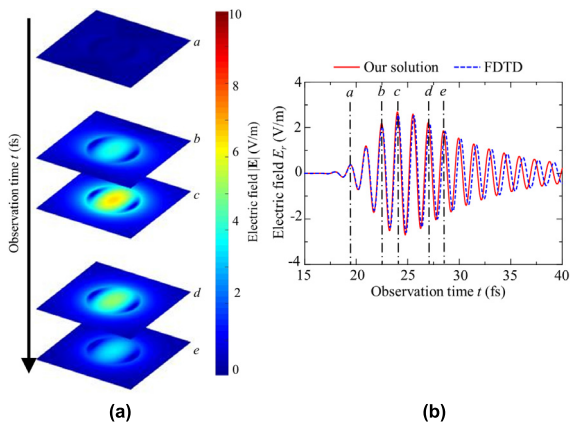 Observation time t (fs)
a
b
c
d
e
10
8
6
4
2
0
Electric field |E| (V/m)
(a)
Our solution
FDTD
a
b
c
d
e
Electric field Er (V/m)
4
2
0
-2
-4
15
20
25
30
35
40
Observation time t (fs)
(b)